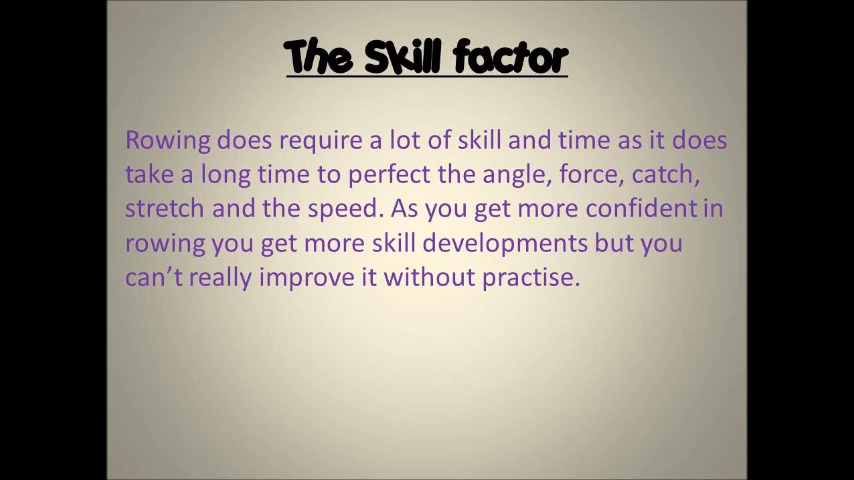 The Skill factor
Rowing does require a lot of skill and time as it does
take a long time to perfect the angle, force, catch,
stretch and the speed. As you get more confident in
rowing you get more skill developments but you
can’t really improve it without practise.